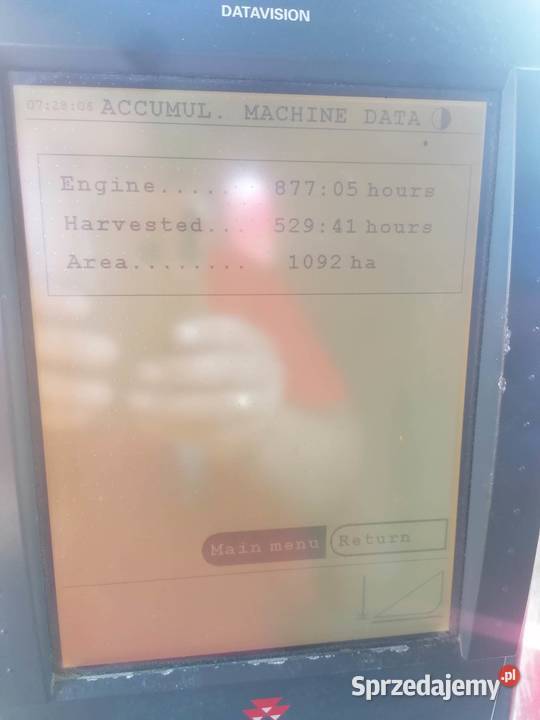 DATAVISION
07:28:06 ACCUMUL. MACHINE DATA
Engine....... 877:05 hours
Harvested... 529:41 hours
Area........ 1092 ha
Main menu Return
Sprzedajemy.pl